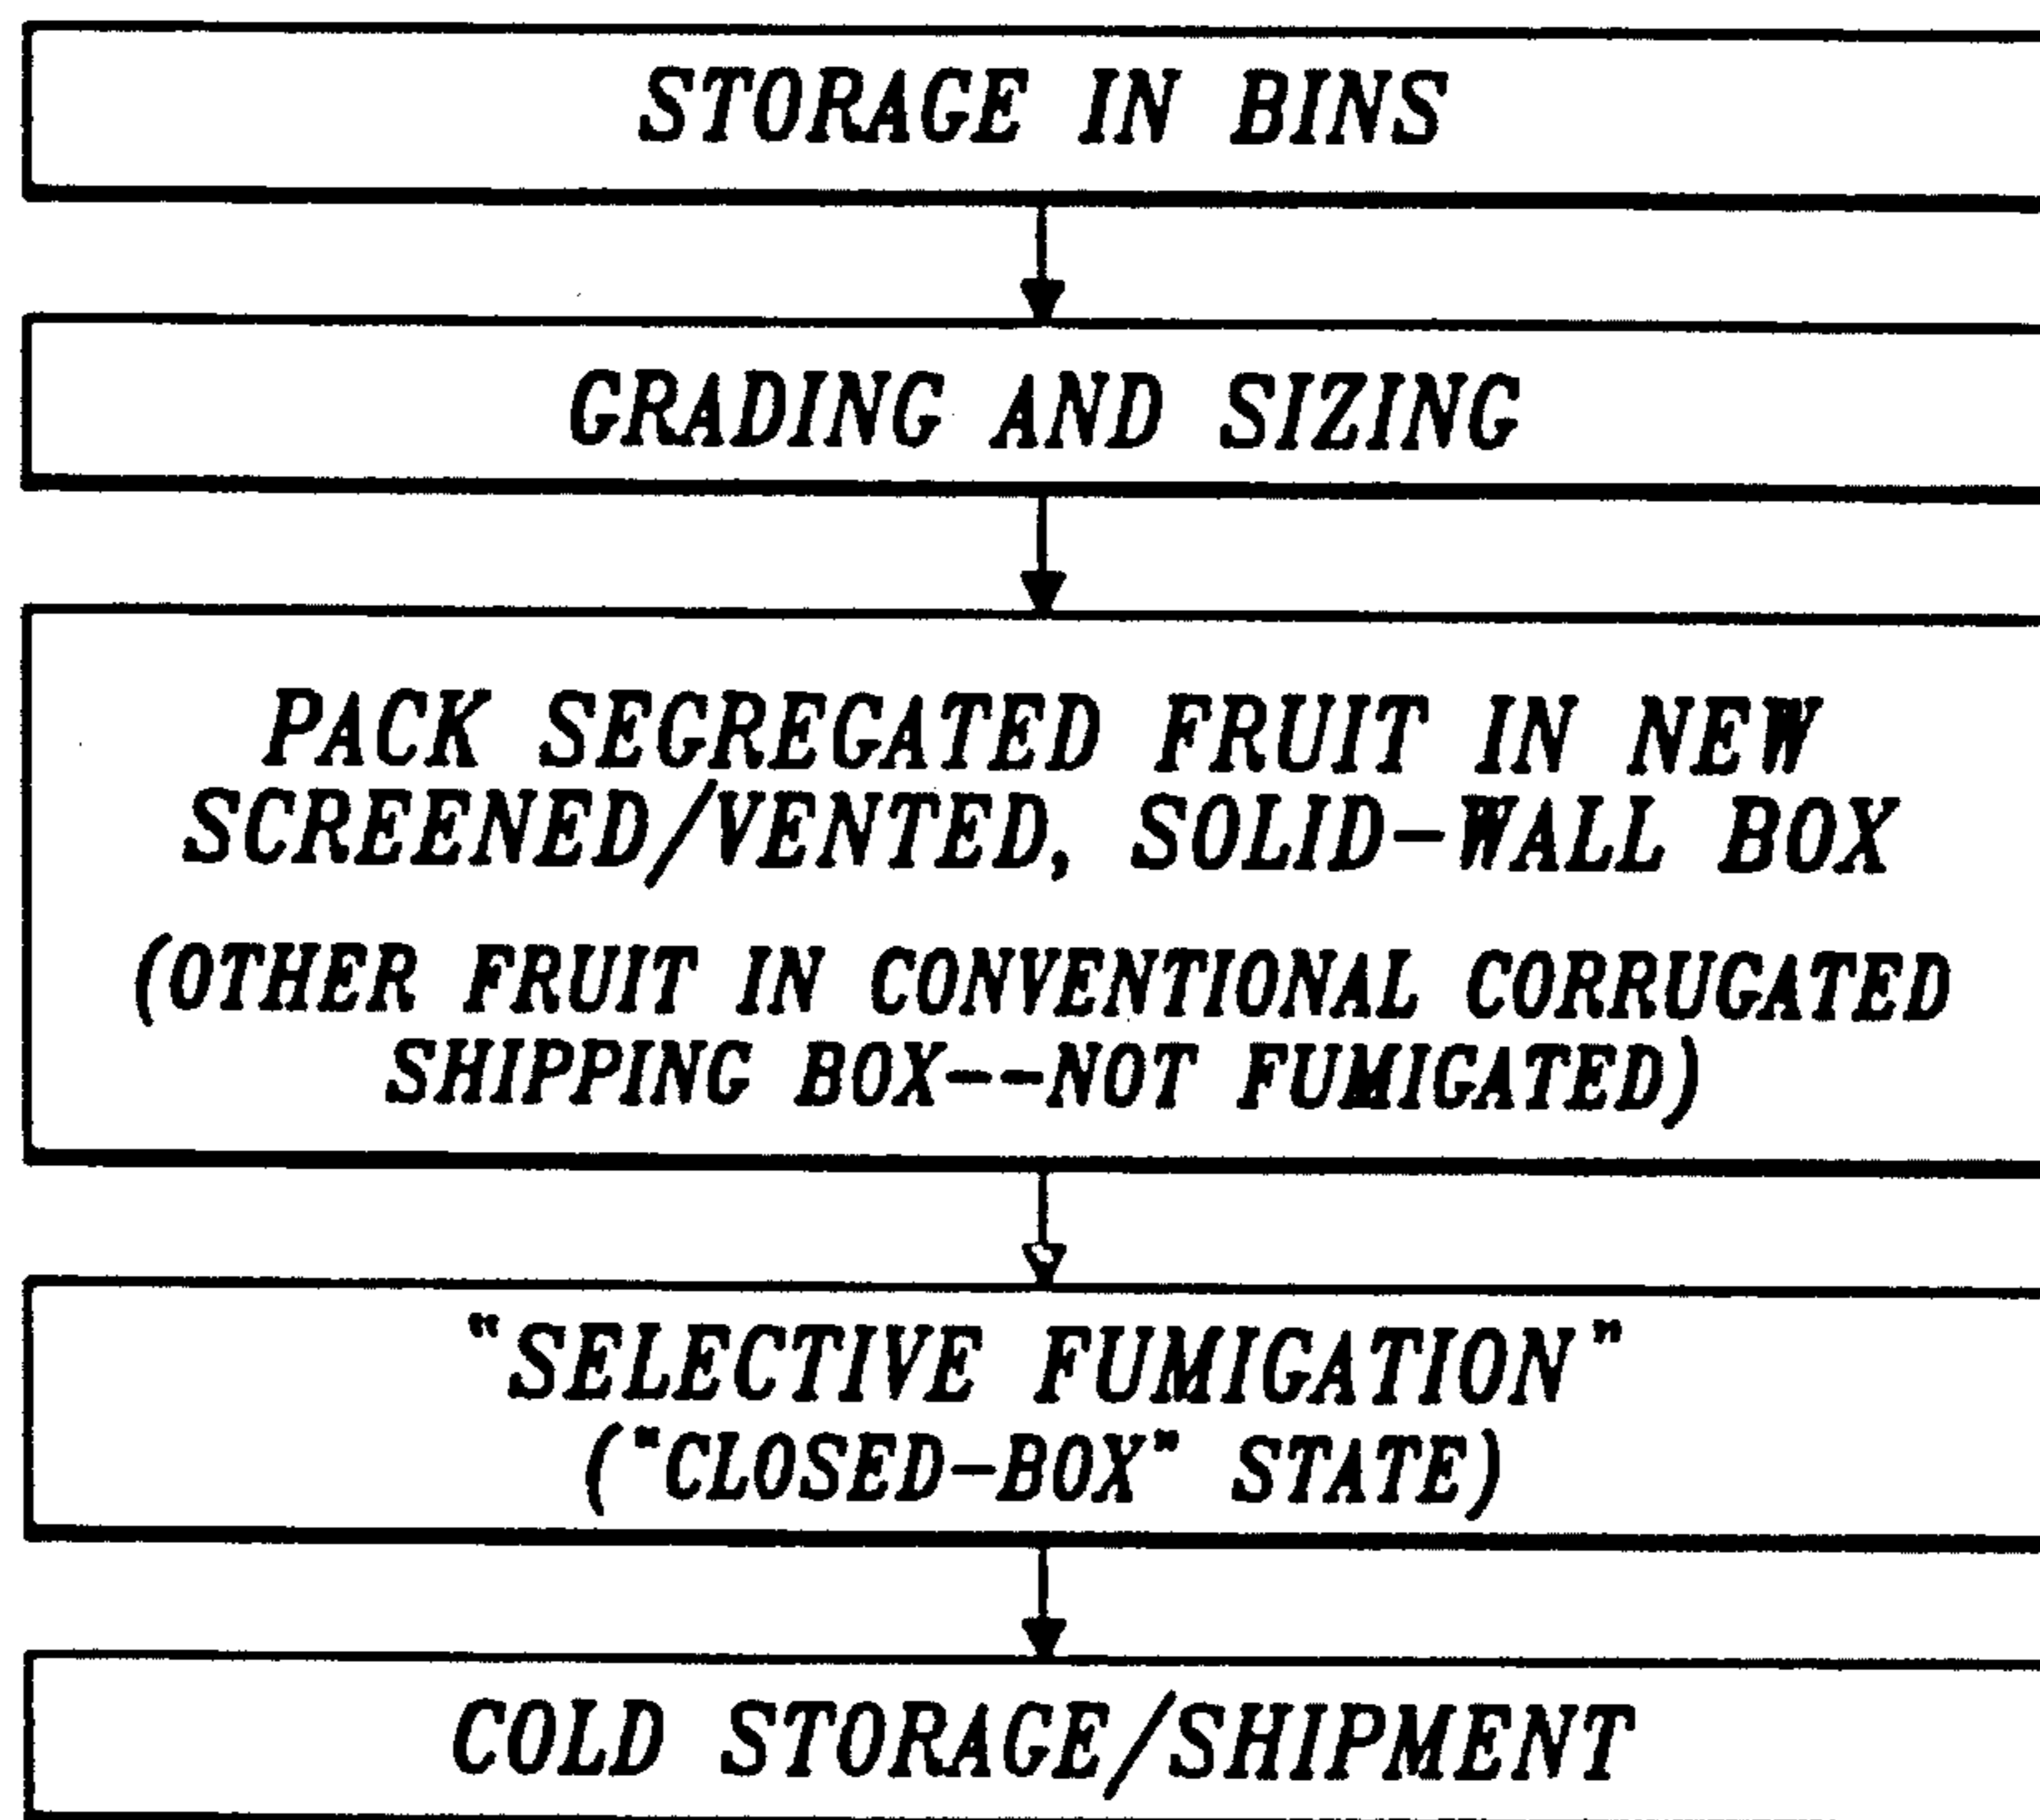 STORAGE IN BINS
GRADING AND SIZING
PACK SEGREGATED FRUIT IN NEW
SCREENED/VENTED, SOLID-WALL BOX
(OTHER FRUIT IN CONVENTIONAL CORRUGATED
SHIPPING BOX--NOT FUMIGATED)
"SELECTIVE FUMIGATION"
("CLOSED-BOX" STATE)
COLD STORAGE/SHIPMENT